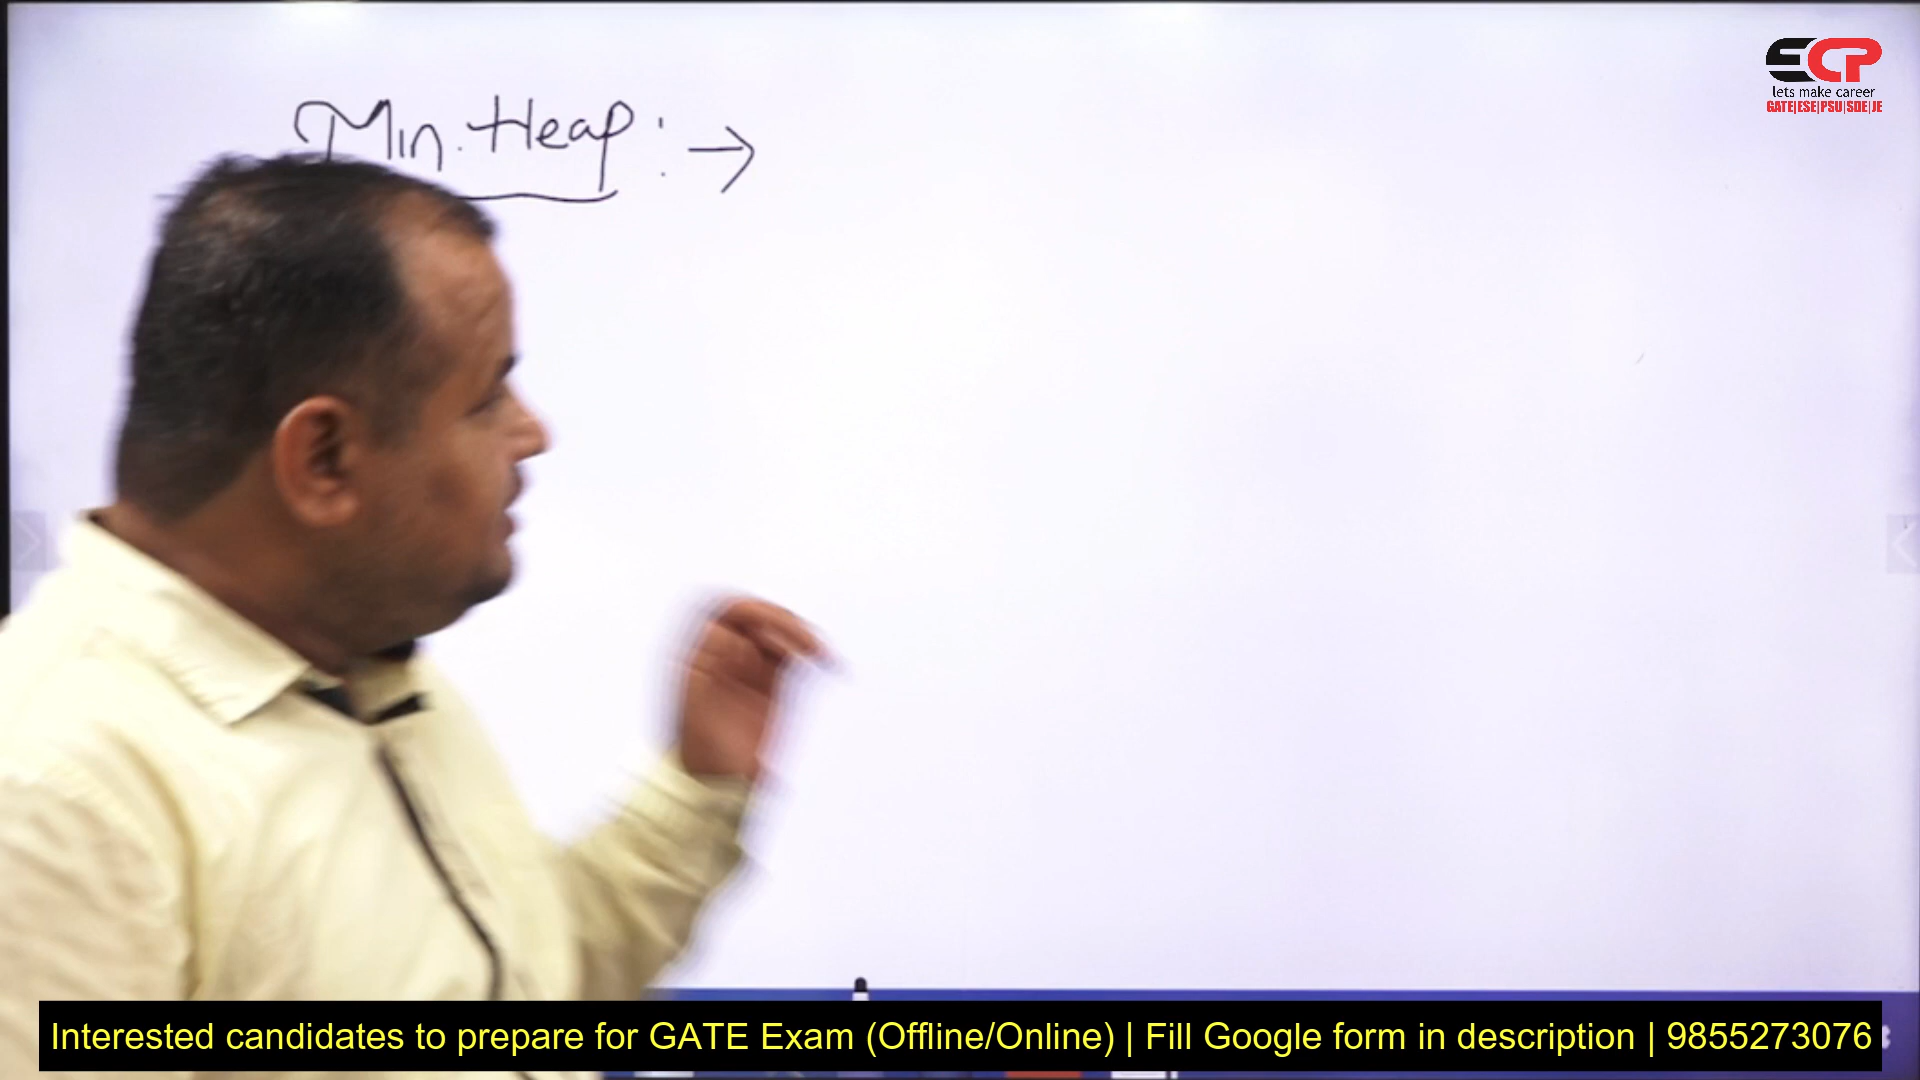 Min. Heap : →
ECP
lets make career
GATE|ESE|PSU|SDE|JE
Interested candidates to prepare for GATE Exam (Offline/Online) | Fill Google form in description | 9855273076